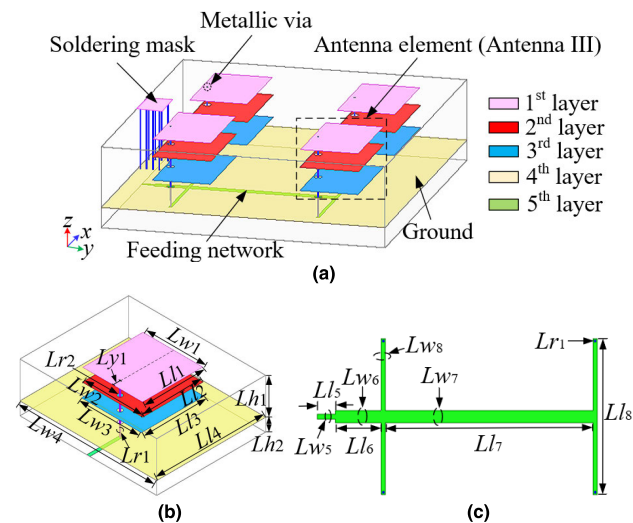 Metallic via
Soldering mask
Antenna element (Antenna III)
1st layer
2nd layer
3rd layer
4th layer
5th layer
z
x
y
Feeding network
Ground
(a)
Lw1
Ly1
Lr2
Ll1
Lw2
Ll2
Lh1
Lw3
Ll3
Lw4
Ll4
Lh2
Lr1
(b)
Lw8
Lr1
Ll5
Lw6
Lw7
Ll8
Lw5
Ll6
Ll7
(c)